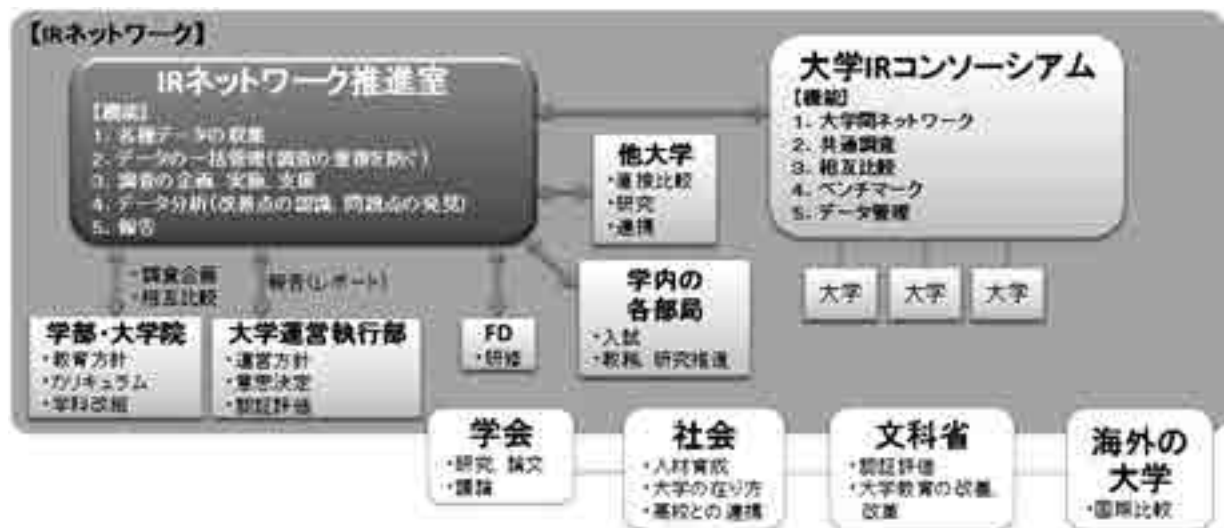 【IRネットワーク】
IRネットワーク推進室
【機能】
1. 各種データの収集
2. データの一括管理(調査の重複を防ぐ)
3. 調査の企画、実施、支援
4. データ分析(改善点の認識、問題点の発見)
5. 報告
大学IRコンソーシアム
【機能】
1. 大学間ネットワーク
2. 共通調査
3. 相互比較
4. ベンチマーク
5. データ管理
他大学
・直接比較
・研究
・連携
・調査企画
・相互比較
報告(レポート)
学内の
各部局
・入試
・教務、研究推進
大学
大学
大学
学部・大学院
・教育方針
・カリキュラム
・学科改組
大学運営執行部
・運営方針
・意思決定
・認証評価
FD
・研修
学会
・研究、論文
・議論
社会
・人材育成
・大学の在り方
・高校との連携
文科省
・認証評価
・大学教育の改善、
改善
海外の
大学
・国際比較